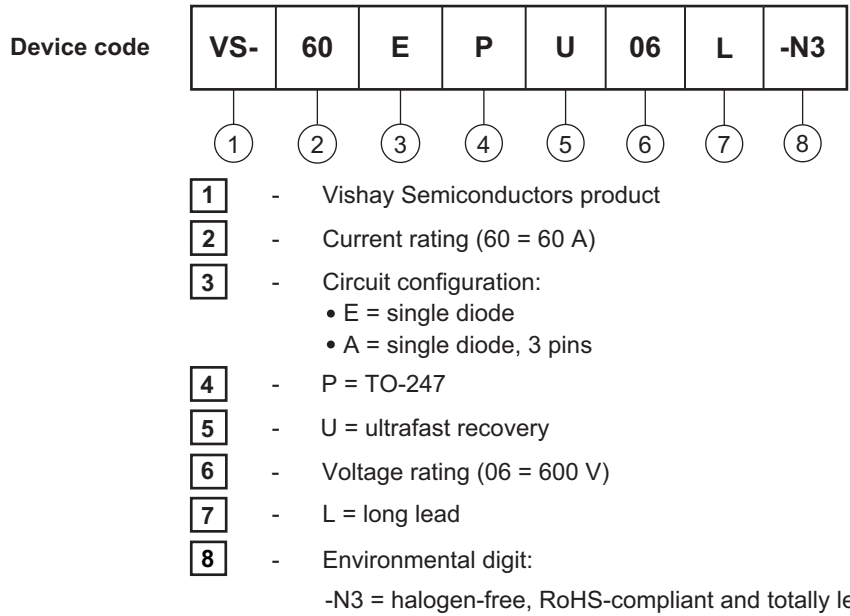 Device code VS- 60 E P U 06 L -N3
1 2 3 4 5 6 7 8
1 - Vishay Semiconductors product
2 - Current rating (60 = 60 A)
3 - Circuit configuration:
• E = single diode
• A = single diode, 3 pins
4 - P = TO-247
5 - U = ultrafast recovery
6 - Voltage rating (06 = 600 V)
7 - L = long lead
8 - Environmental digit:
-N3 = halogen-free, RoHS-compliant and totally